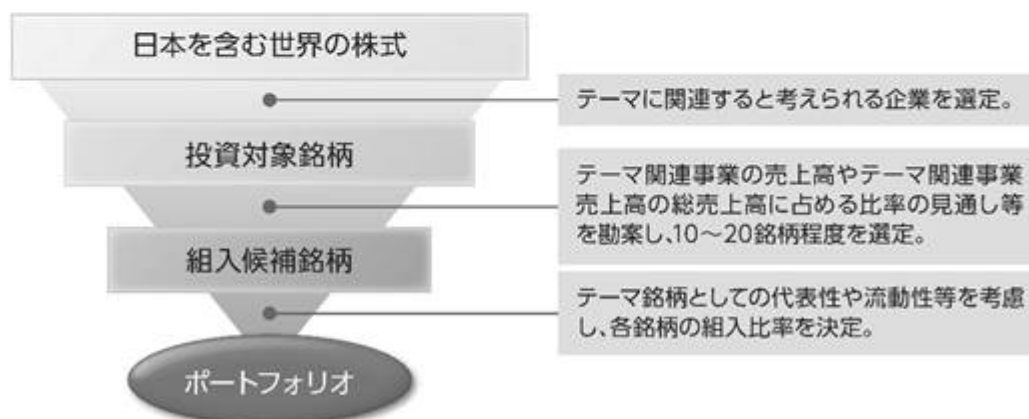 日本を含む世界の株式
テーマに関連すると考えられる企業を選定。
投資対象銘柄
テーマ関連事業の売上高やテーマ関連事業
売上高の総売上高に占める比率の見通し等
を勘案し、10～20銘柄程度を選定。
組入候補銘柄
テーマ銘柄としての代表性や流動性等を考慮
し、各銘柄の組入比率を決定。
ポートフォリオ